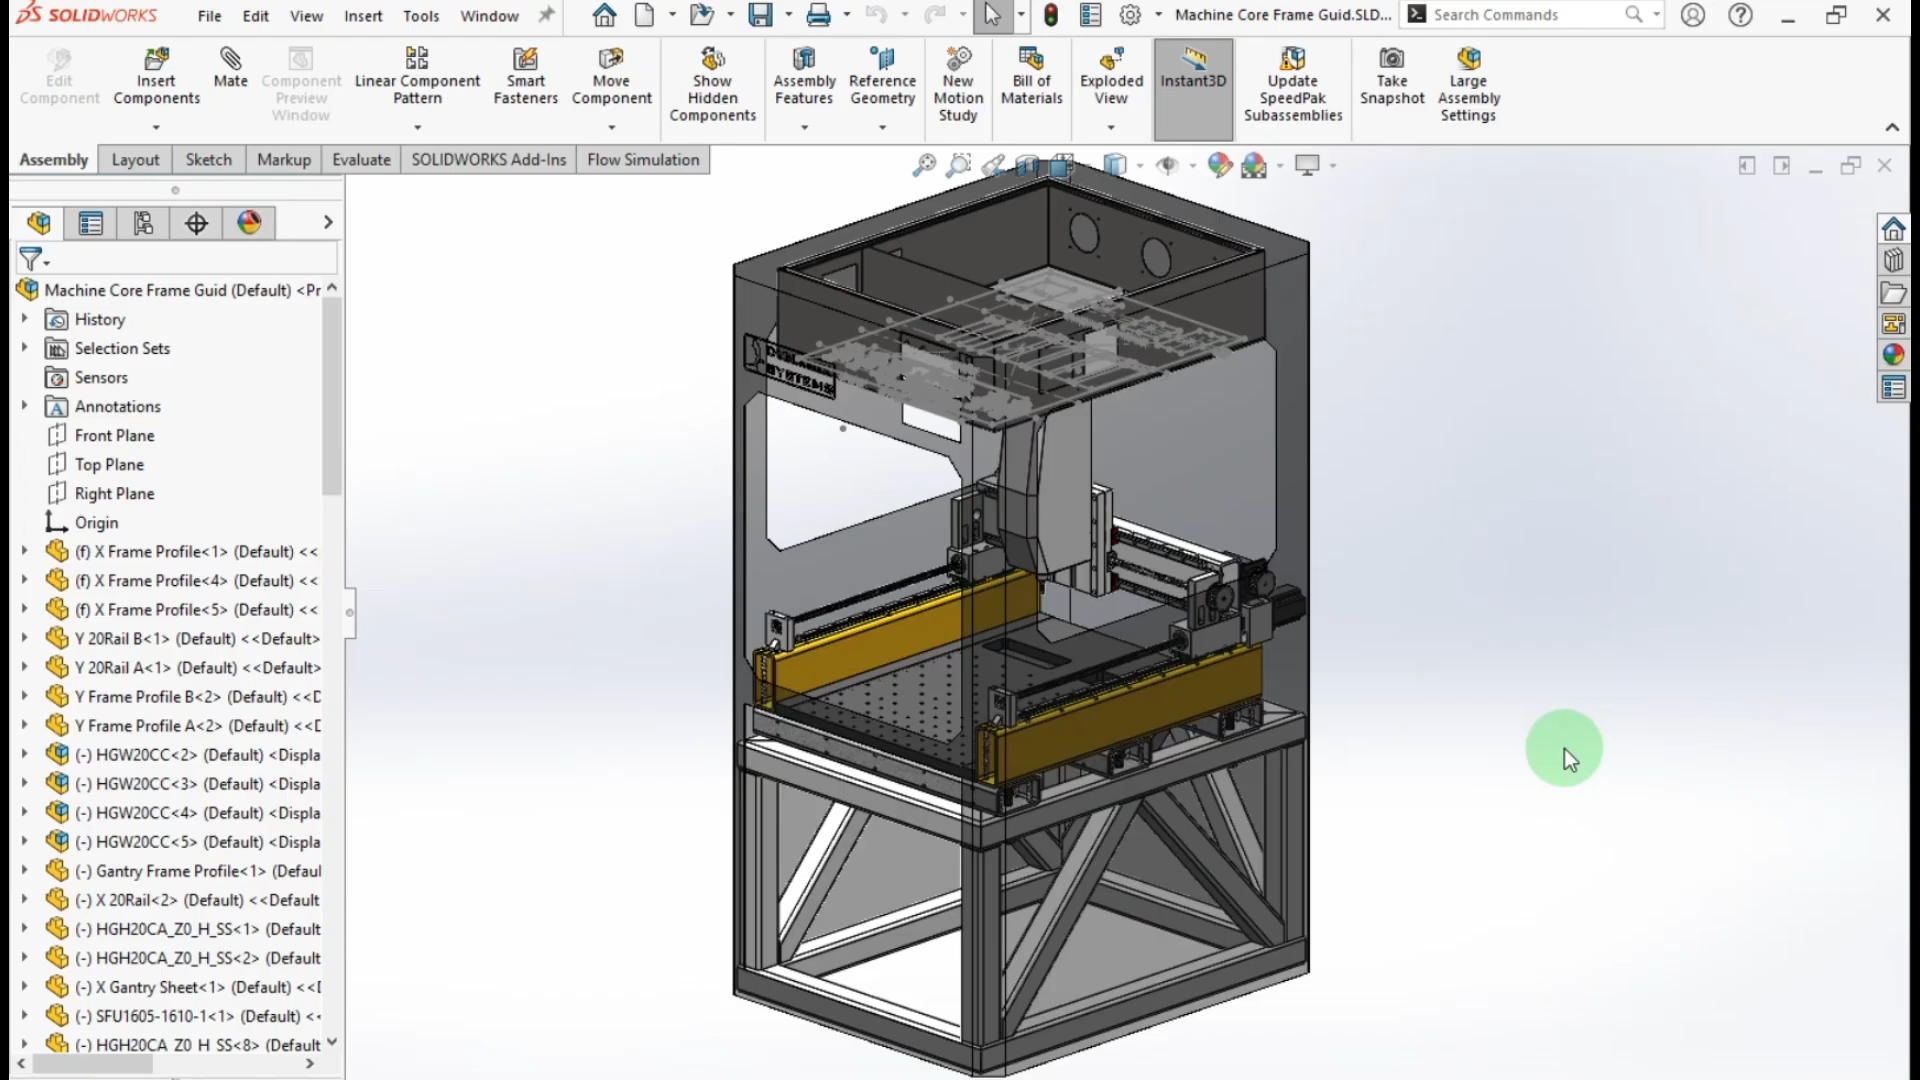 SOLIDWORKS File Edit View Insert Tools Window Machine Core Frame Guid.SLD... Search Commands
Edit Component
Insert Components
Mate
Component Preview Window
Linear Component Pattern
Smart Fasteners
Move Component
Show Hidden Components
Assembly Features
Reference Geometry
New Motion Study
Bill of Materials
Exploded View
Instant3D
Update SpeedPak Subassemblies
Take Snapshot
Large Assembly Settings
Assembly Layout Sketch Markup Evaluate SOLIDWORKS Add-Ins Flow Simulation
Machine Core Frame Guid (Default) <Pr
History
Selection Sets
Sensors
Annotations
Front Plane
Top Plane
Right Plane
Origin
(f) X Frame Profile<1> (Default) <<
(f) X Frame Profile<4> (Default) <<
(f) X Frame Profile<5> (Default) <<
Y 20Rail B<1> (Default) <<Default>
Y 20Rail A<1> (Default) <<Default>
Y Frame Profile B<2> (Default) <<D
Y Frame Profile A<2> (Default) <<D
(-) HGW20CC<2> (Default) <Displa
(-) HGW20CC<3> (Default) <Displa
(-) HGW20CC<4> (Default) <Displa
(-) HGW20CC<5> (Default) <Displa
(-) Gantry Frame Profile<1> (Defaul
(-) X 20Rail<2> (Default) <<Default
(-) HGH20CA_Z0_H_SS<1> (Default
(-) HGH20CA_Z0_H_SS<2> (Default
(-) X Gantry Sheet<1> (Default) <<D
(-) SFU1605-1610-1<1> (Default) <<
(-) HGH20CA_Z0_H_SS<8> (Default
SYSTEMS